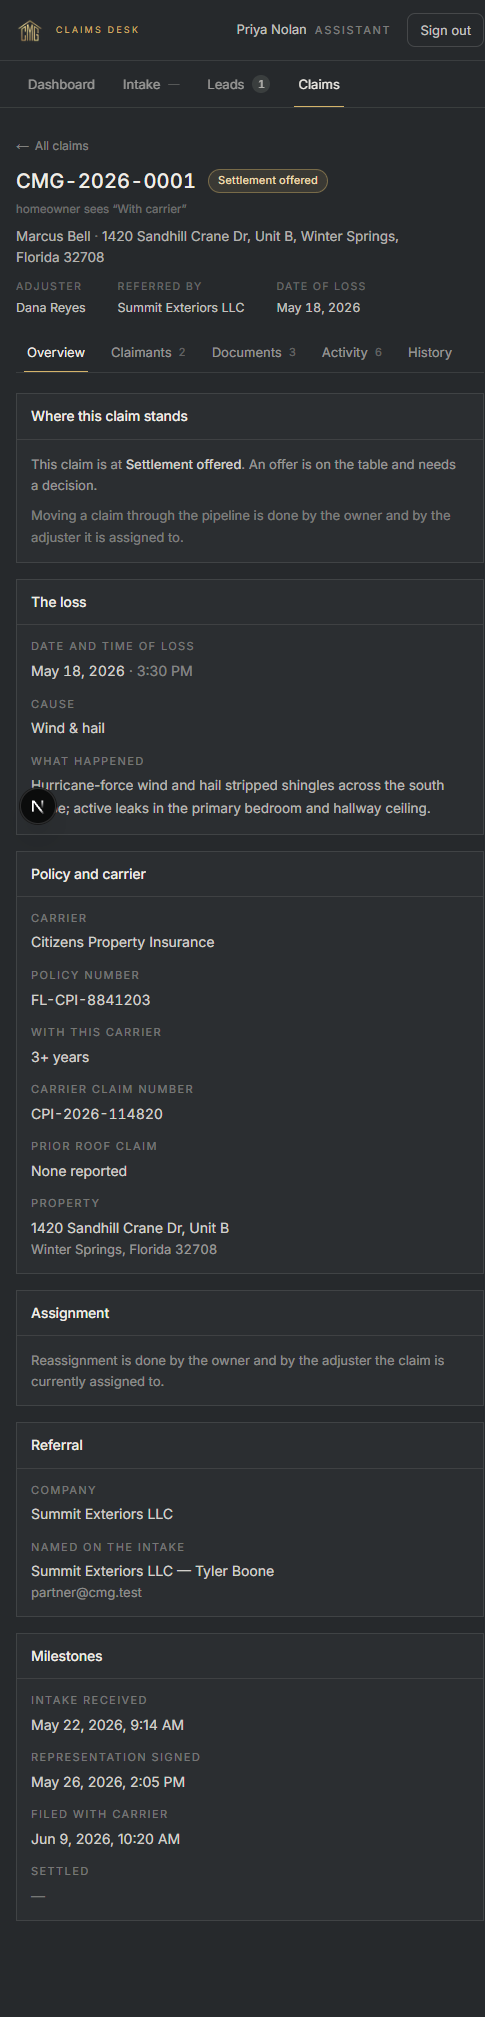 CMG
CLAIMS DESK
Priya Nolan ASSISTANT
Sign out
Dashboard
Intake —
Leads 1
Claims
← All claims
CMG-2026-0001 Settlement offered
homeowner sees “With carrier”
Marcus Bell · 1420 Sandhill Crane Dr, Unit B, Winter Springs,
Florida 32708
ADJUSTER
Dana Reyes
REFERRED BY
Summit Exteriors LLC
DATE OF LOSS
May 18, 2026
Overview
Claimants 2
Documents 3
Activity 6
History
Where this claim stands
This claim is at Settlement offered. An offer is on the table and needs
a decision.
Moving a claim through the pipeline is done by the owner and by the
adjuster it is assigned to.
The loss
DATE AND TIME OF LOSS
May 18, 2026 · 3:30 PM
CAUSE
Wind & hail
WHAT HAPPENED
Hurricane-force wind and hail stripped shingles across the south
N
e; active leaks in the primary bedroom and hallway ceiling.
Policy and carrier
CARRIER
Citizens Property Insurance
POLICY NUMBER
FL-CPI-8841203
WITH THIS CARRIER
3+ years
CARRIER CLAIM NUMBER
CPI-2026-114820
PRIOR ROOF CLAIM
None reported
PROPERTY
1420 Sandhill Crane Dr, Unit B
Winter Springs, Florida 32708
Assignment
Reassignment is done by the owner and by the adjuster the claim is
currently assigned to.
Referral
COMPANY
Summit Exteriors LLC
NAMED ON THE INTAKE
Summit Exteriors LLC — Tyler Boone
partner@cmg.test
Milestones
INTAKE RECEIVED
May 22, 2026, 9:14 AM
REPRESENTATION SIGNED
May 26, 2026, 2:05 PM
FILED WITH CARRIER
Jun 9, 2026, 10:20 AM
SETTLED
—